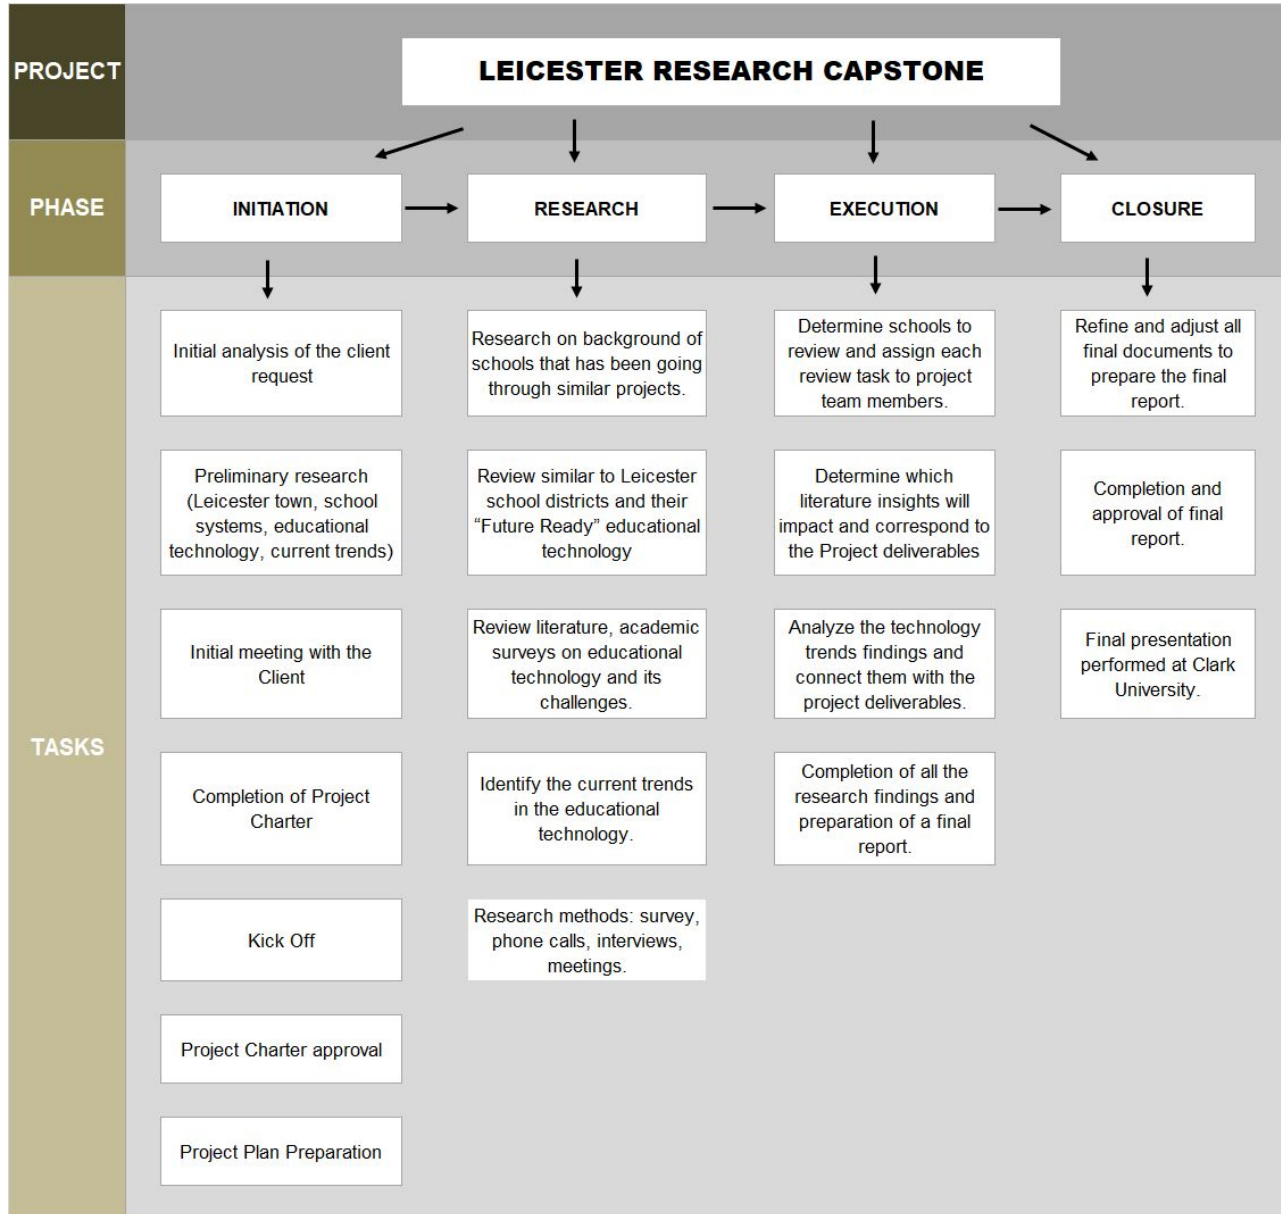 PROJECT
LEICESTER RESEARCH CAPSTONE
PHASE
INITIATION
RESEARCH
EXECUTION
CLOSURE
TASKS
Initial analysis of the client
request
Preliminary research
(Leicester town, school
systems, educational
technology, current trends)
Initial meeting with the
Client
Completion of Project
Charter
Kick Off
Project Charter approval
Project Plan Preparation
Research on background of
schools that has been going
through similar projects.
Review similar to Leicester
school districts and their
“Future Ready” educational
technology
Review literature, academic
surveys on educational
technology and its
challenges.
Identify the current trends
in the educational
technology.
Research methods: survey,
phone calls, interviews,
meetings.
Determine schools to
review and assign each
review task to project
team members.
Determine which
literature insights will
impact and correspond to
the Project deliverables
Analyze the technology
trends findings and
connect them with the
project deliverables.
Completion of all the
research findings and
preparation of a final
report.
Refine and adjust all
final documents to
prepare the final
report.
Completion and
approval of final
report.
Final presentation
performed at Clark
University.